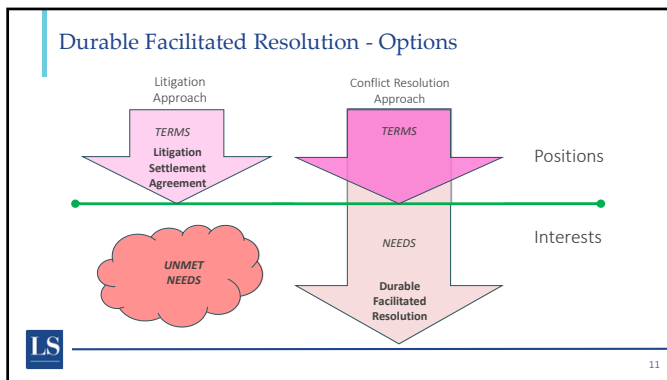 Durable Facilitated Resolution - Options
Litigation
Approach
TERMS
Litigation
Settlement
Agreement
Conflict Resolution
Approach
TERMS
Positions
Interests
UNMET
NEEDS
NEEDS
Durable
Facilitated
Resolution
LS
11